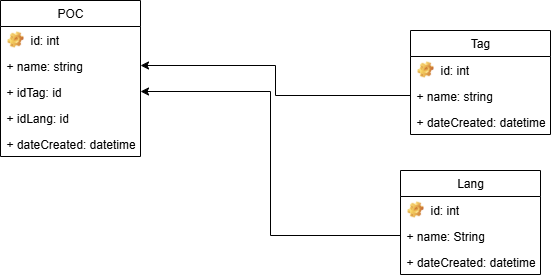 POC
id: int
+ name: string
+ idTag: id
+ idLang: id
+ dateCreated: datetime
Tag
id: int
+ name: string
+ dateCreated: datetime
Lang
id: int
+ name: String
+ dateCreated: datetime